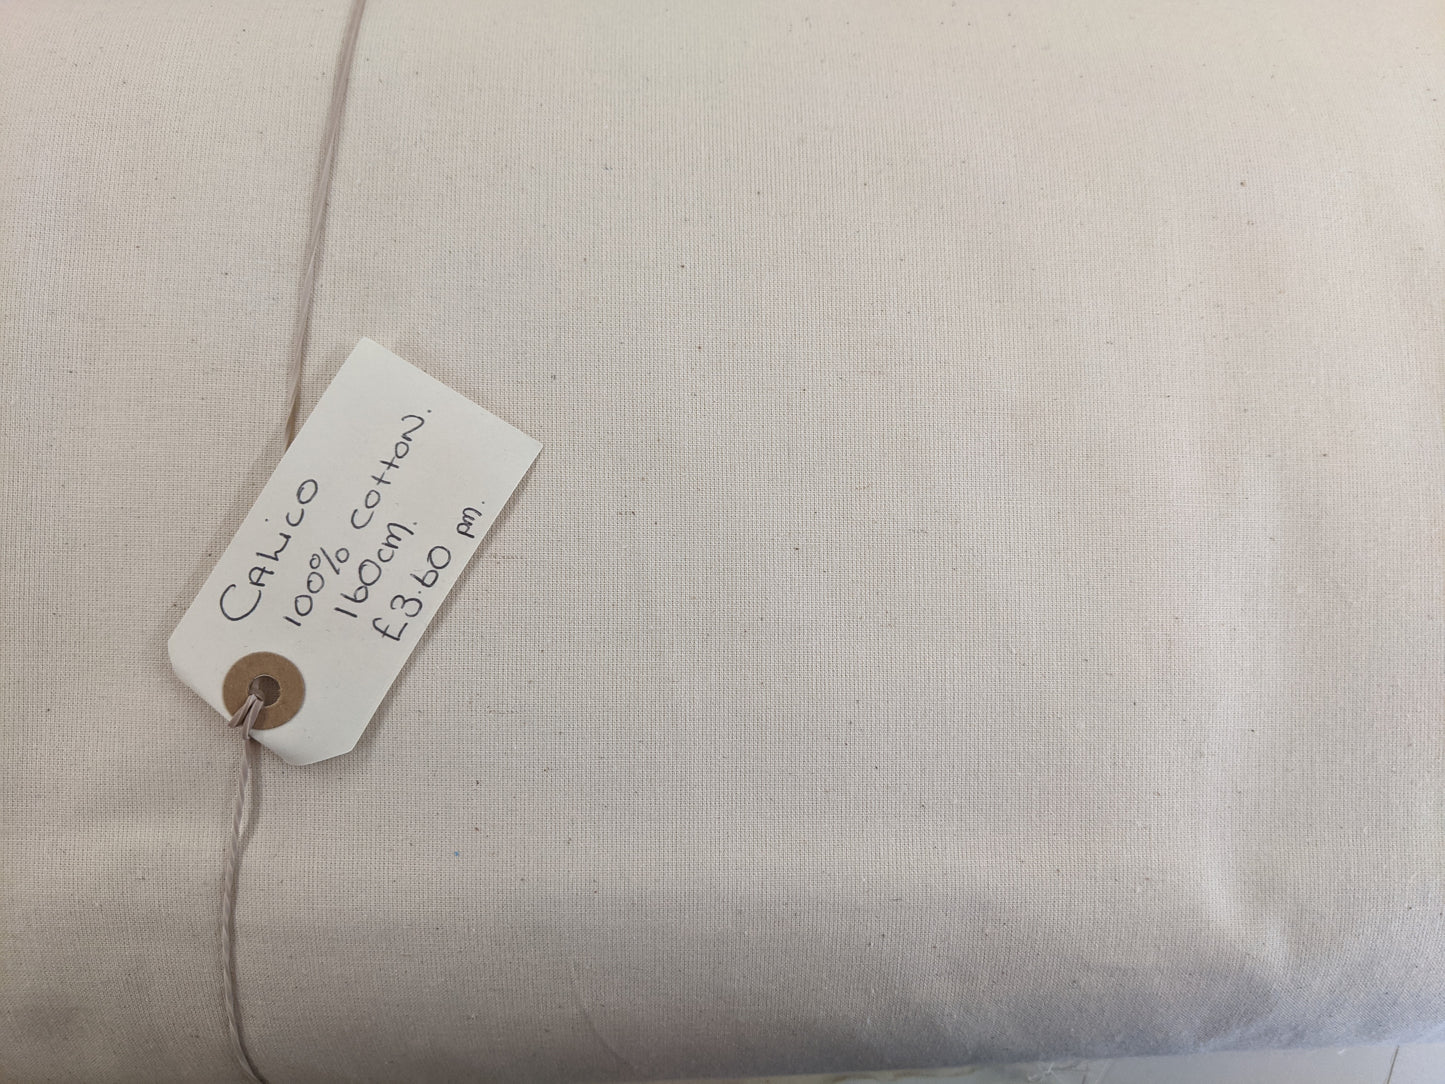 CALICO
100% COTTON.
160cm.
£3.60 pm.